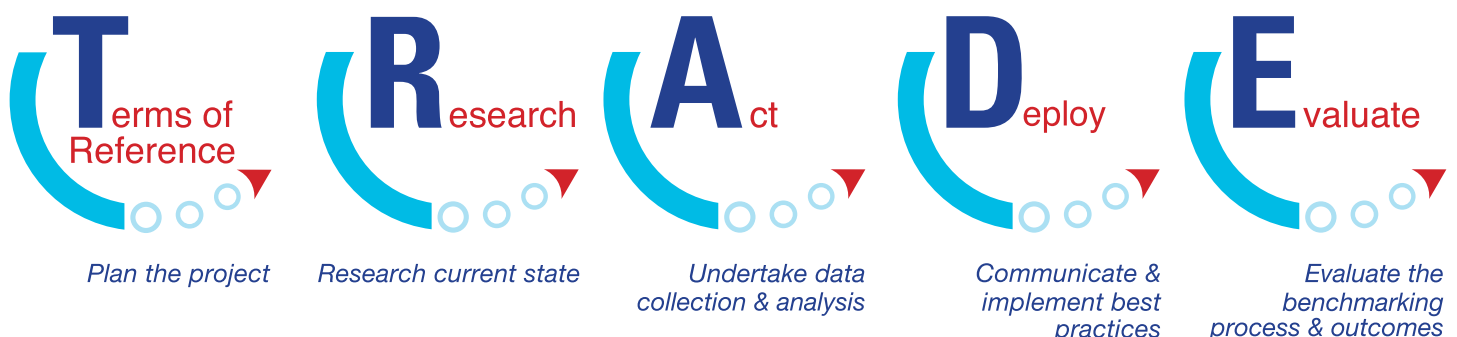 Terms of
Reference
Plan the project
Research
Research current state
Act
Undertake data
collection & analysis
Deploy
Communicate &
implement best
practices
Evaluate
Evaluate the
benchmarking
process & outcomes